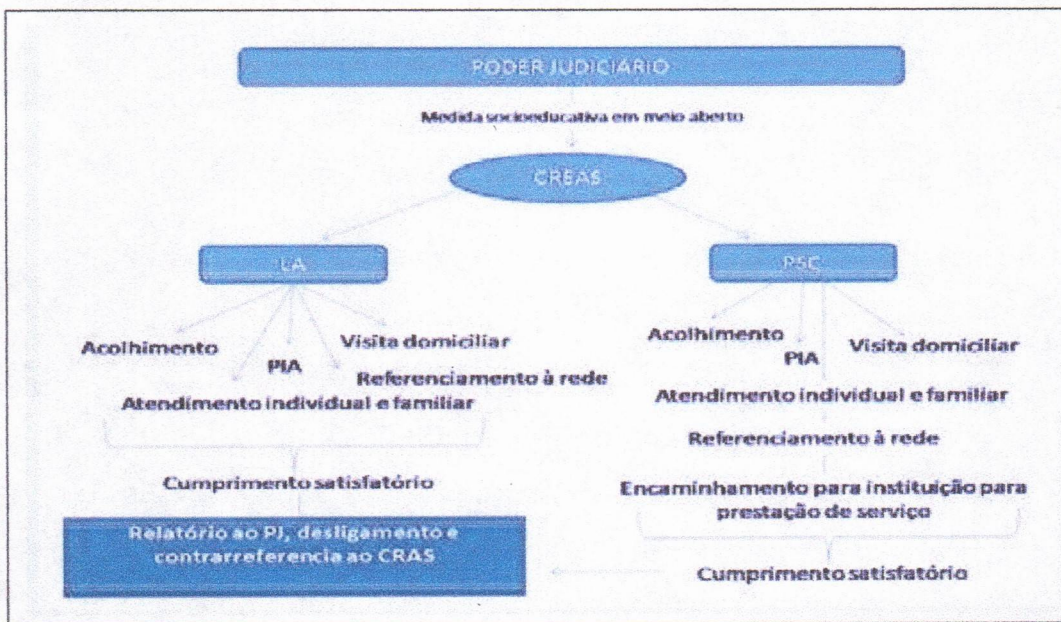 PODER JUDICIÁRIO
Medida socioeducativa em meio aberto
CREAS
LA
PSC
Acolhimento
PIA
Visita domiciliar
Referenciamento à rede
Atendimento individual e familiar
Cumprimento satisfatório
Relatório ao PJ, desligamento e
contrarreferencia ao CRAS
Acolhimento
PIA
Visita domiciliar
Atendimento individual e familiar
Referenciamento à rede
Encaminhamento para instituição para
prestação de serviço
Cumprimento satisfatório